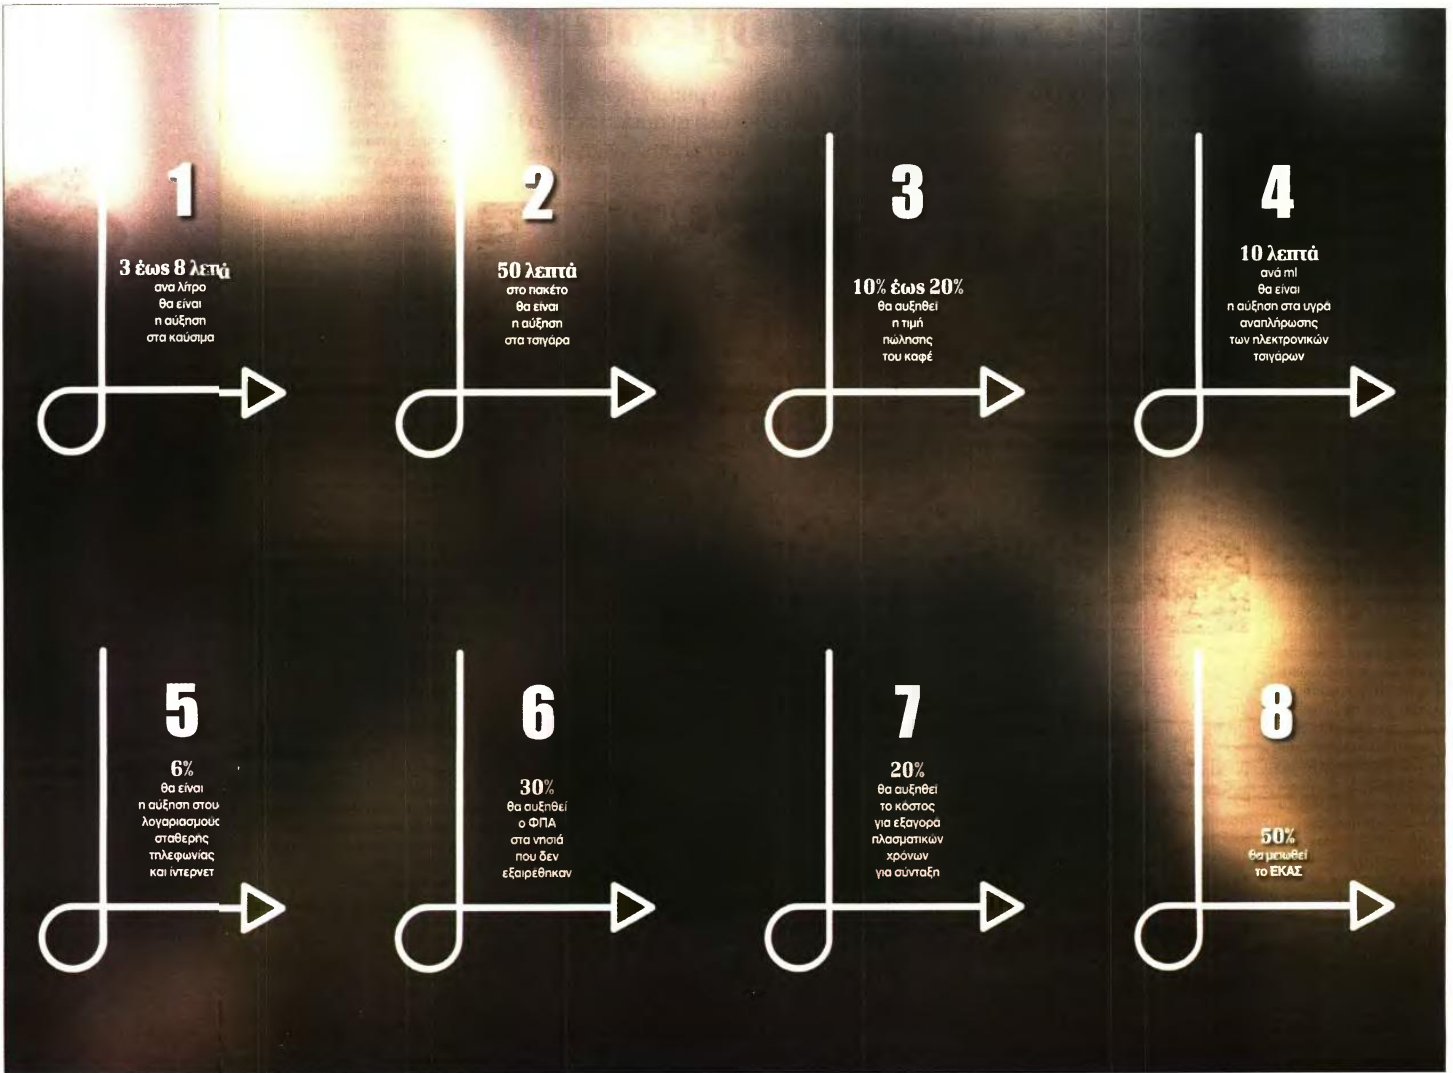 1
3 έως 8 λεπτά
ανα λίτρο
θα είναι
η αύξηση
στα καύσιμα
2
50 λεπτά
στο πακέτο
θα είναι
η αύξηση
στα τσιγάρα
3
10% έως 20%
θα αυξηθεί
η τιμή
πώλησης
του καφέ
4
10 λεπτά
ανά ml
θα είναι
η αύξηση στα υγρά
αναπλήρωσης
των ηλεκτρονικών
τσιγάρων
5
6%
θα είναι
η αύξηση στους
λογαριασμούς
σταθερής
τηλεφωνίας
και ίντερνετ
6
30%
θα αυξηθεί
ο ΦΠΑ
στα νησιά
που δεν
εξαιρέθηκαν
7
20%
θα αυξηθεί
το κόστος
για εξαγορά
πλασματικών
χρόνων
για σύνταξη
8
50%
θα μειωθεί
το ΕΚΑΣ